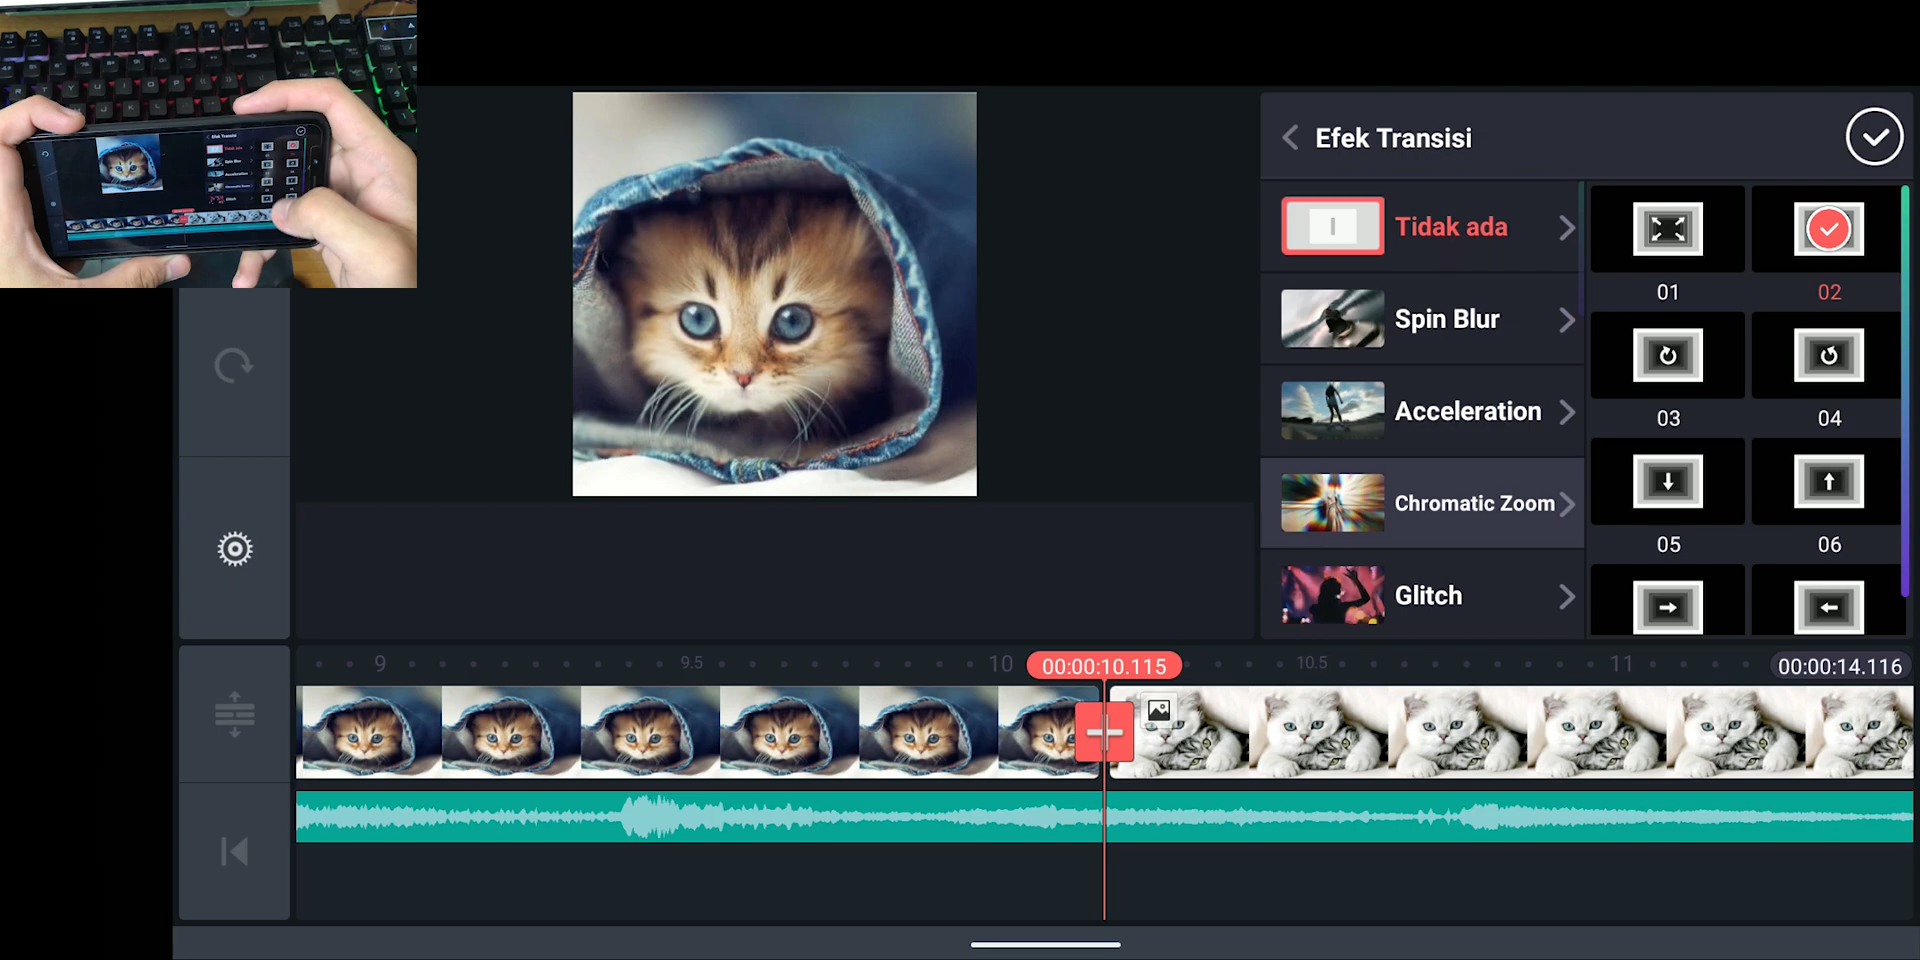 Efek Transisi
Tidak ada
Spin Blur
Acceleration
Chromatic Zoom
Glitch
01
02
03
04
05
06
9
9.5
10
00:00:10.115
10.5
11
00:00:14.116